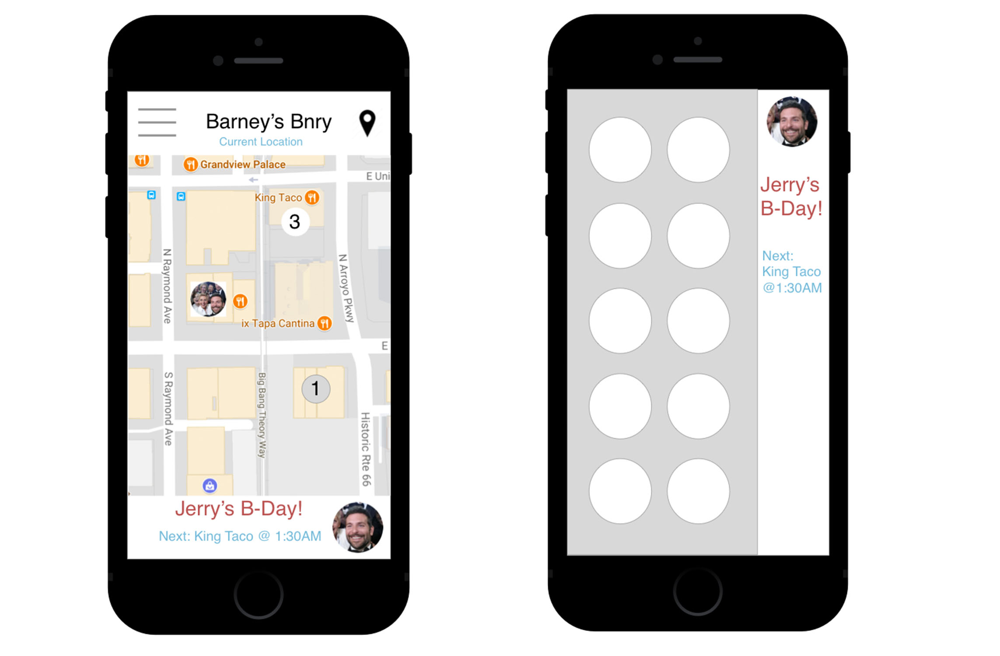 Barney’s Bnry
Current Location
Grandview Palace
E Uni
King Taco
3
N Raymond Ave
N Arroyo Pkwy
ix Tapa Cantina
E
S Raymond Ave
Big Bang Theory Way
1
Historic Rte 66
Jerry’s B-Day!
Next: King Taco @ 1:30AM
Jerry’s
B-Day!
Next:
King Taco
@1:30AM